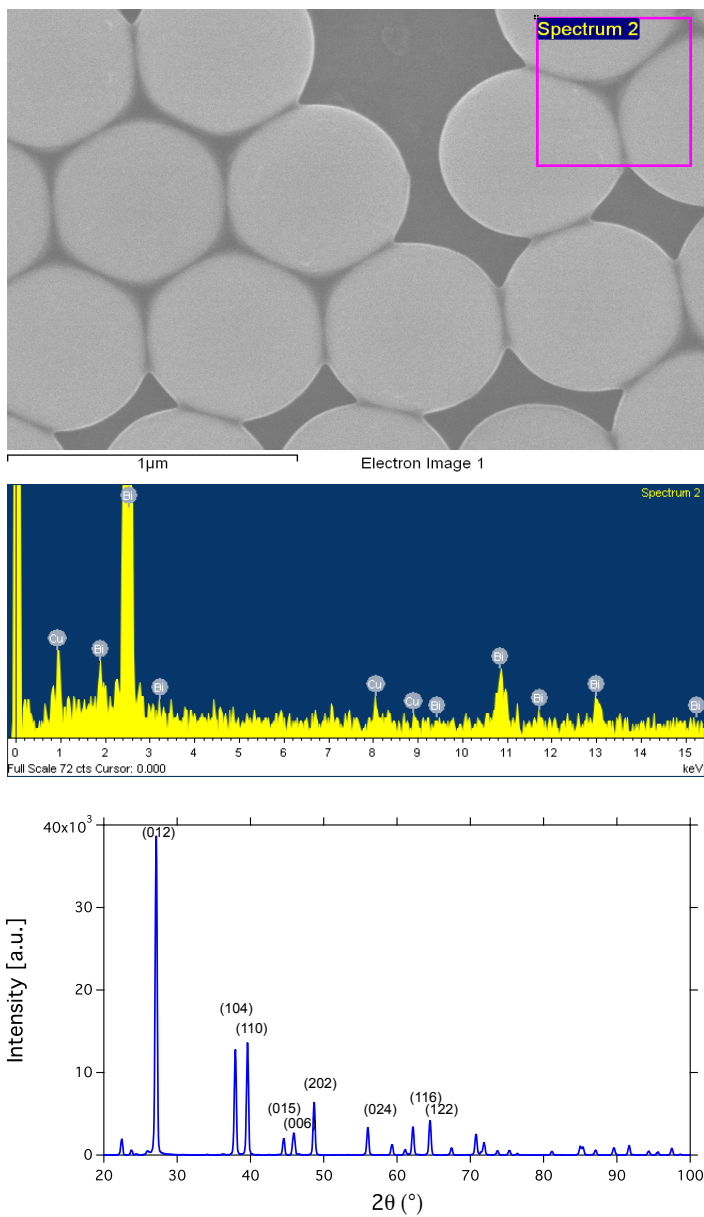 Spectrum 2
1µm
Electron Image 1
Spectrum 2
Bi
Cu
Bi
Bi
Cu
Cu
Bi
Bi
Bi
Bi
Bi
0 1 2 3 4 5 6 7 8 9 10 11 12 13 14 15
Full Scale 72 cts Cursor: 0.000
keV
40x10³
30
20
10
0
Intensity [a.u.]
(012)
(104)
(110)
(015)
(006)
(202)
(024)
(116)
(122)
20 30 40 50 60 70 80 90 100
2θ (°)